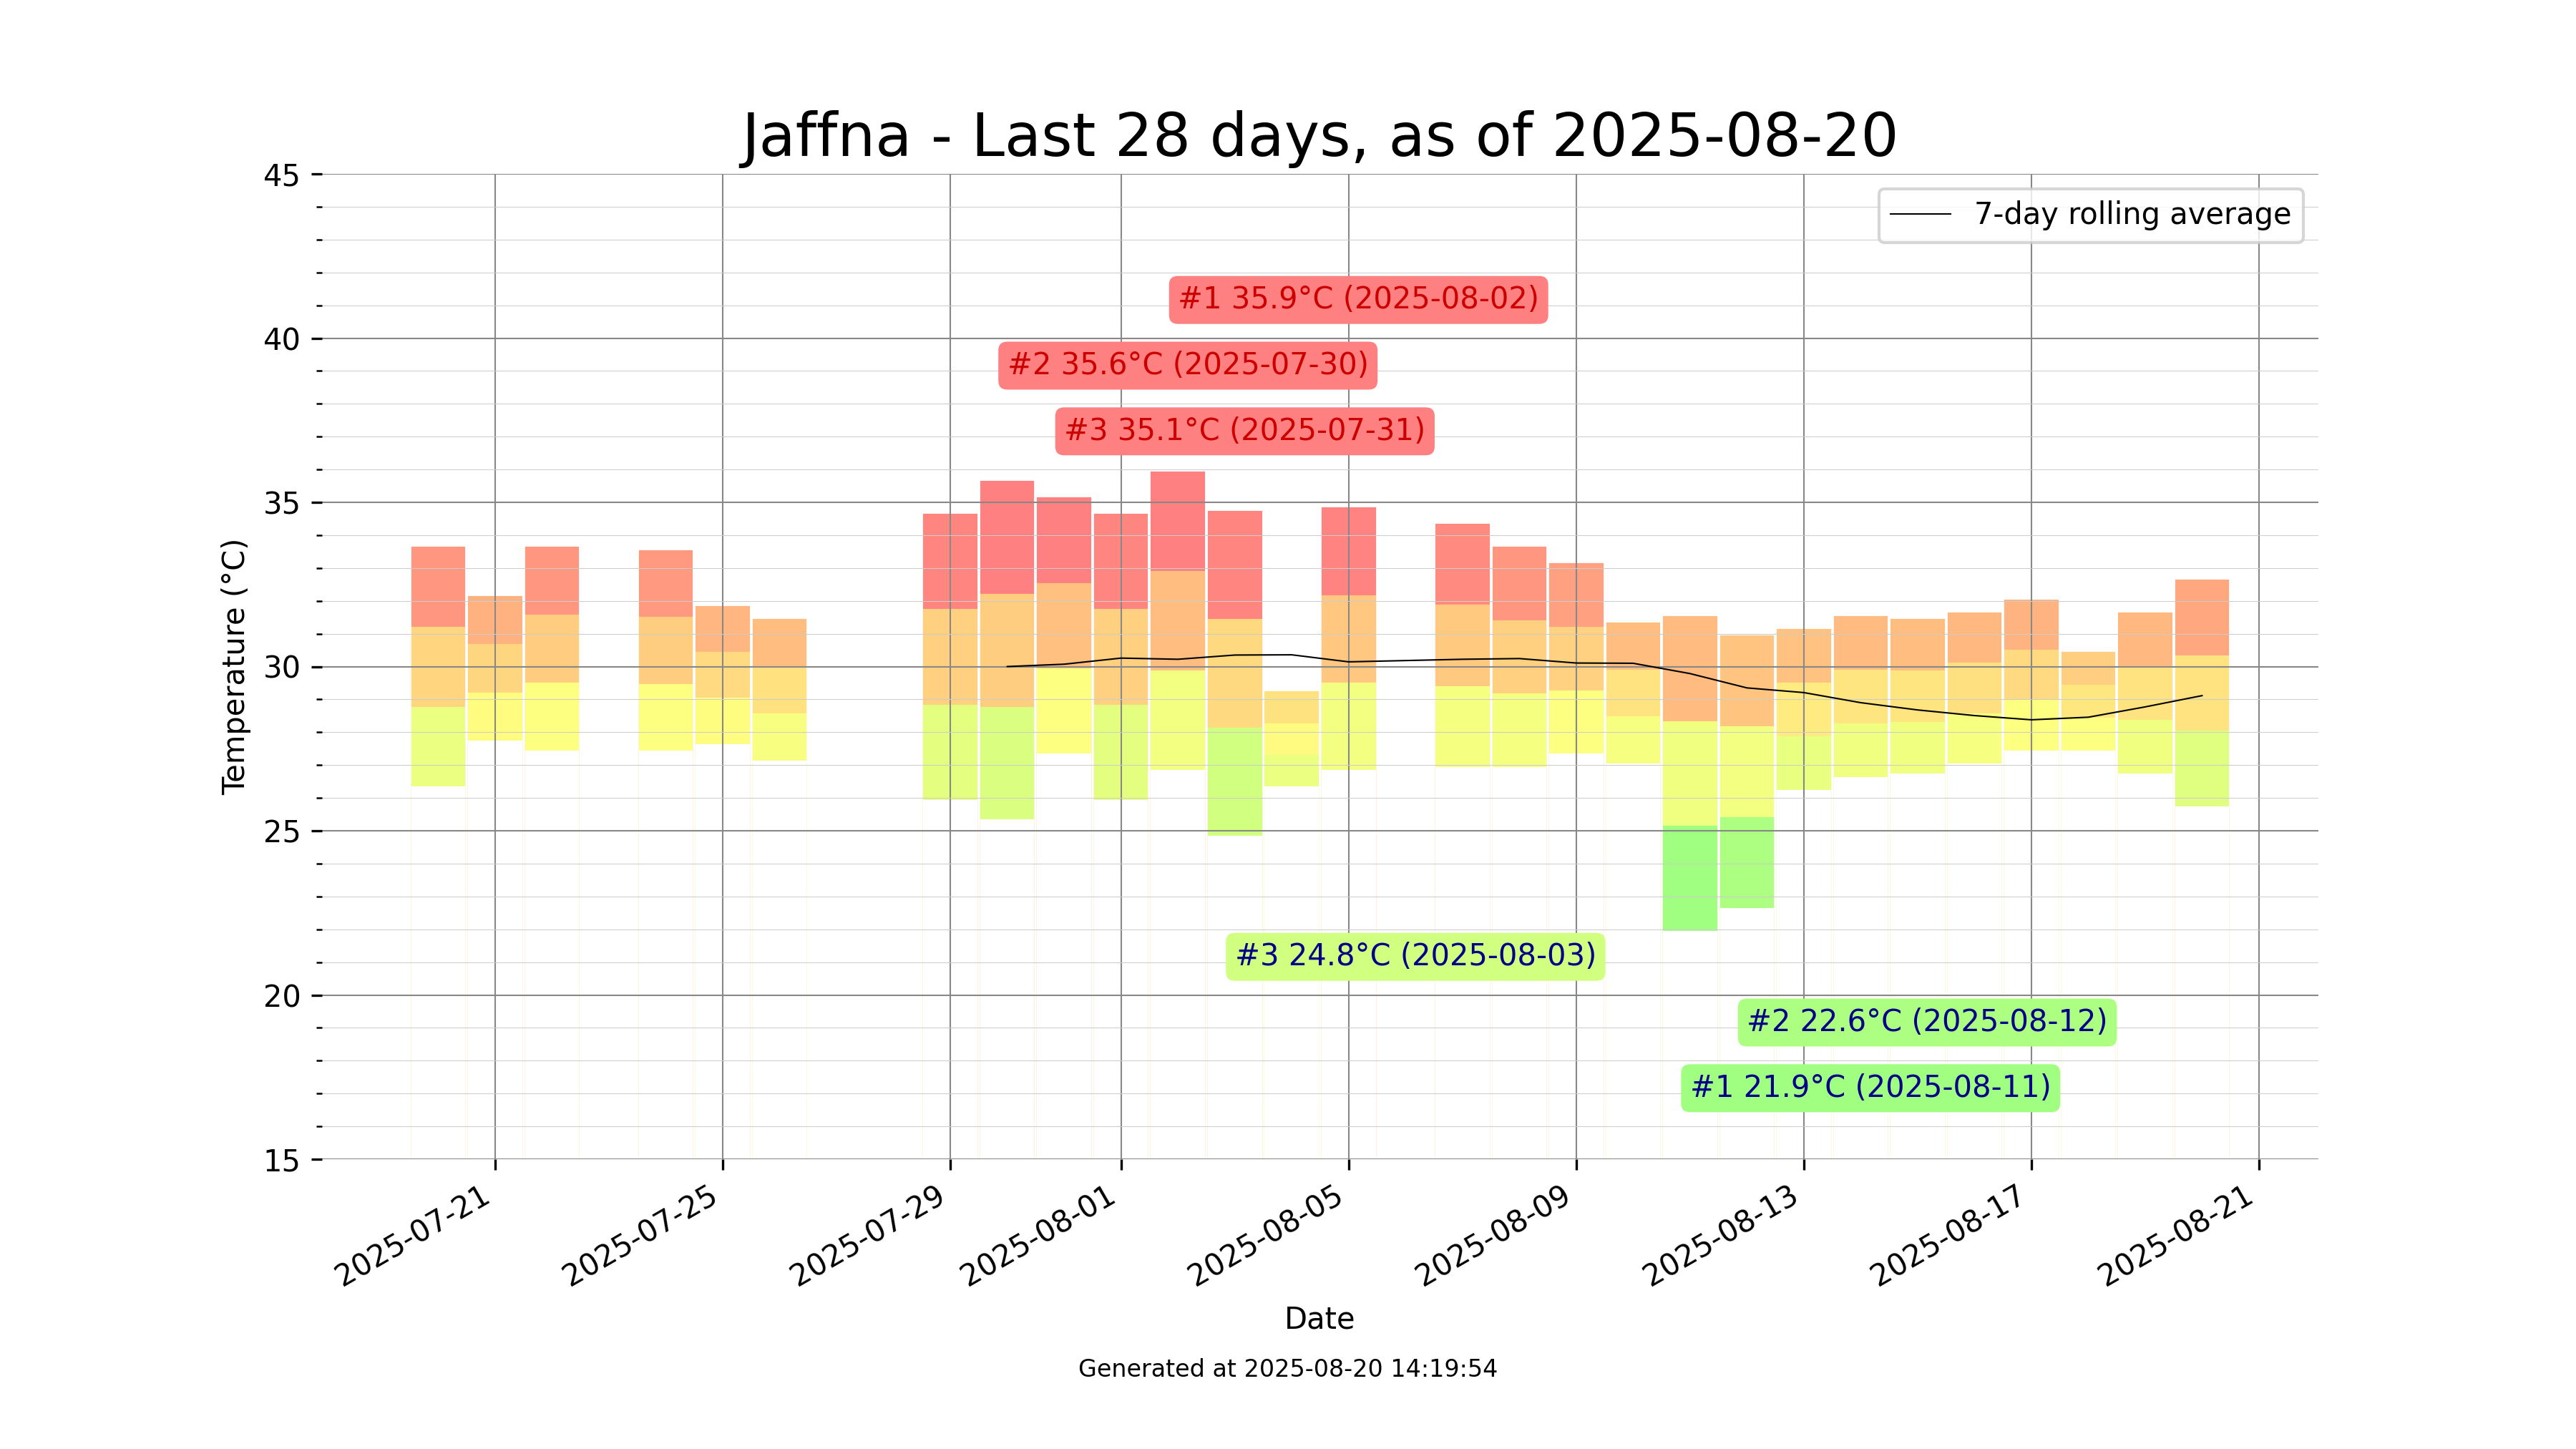 Jaffna - Last 28 days, as of 2025-08-20
45
40
35
30
25
20
15
Temperature (°C)
7-day rolling average
#1 35.9°C (2025-08-02)
#2 35.6°C (2025-07-30)
#3 35.1°C (2025-07-31)
#3 24.8°C (2025-08-03)
#2 22.6°C (2025-08-12)
#1 21.9°C (2025-08-11)
2025-07-21
2025-07-25
2025-07-29
2025-08-01
2025-08-05
2025-08-09
2025-08-13
2025-08-17
2025-08-21
Date
Generated at 2025-08-20 14:19:54